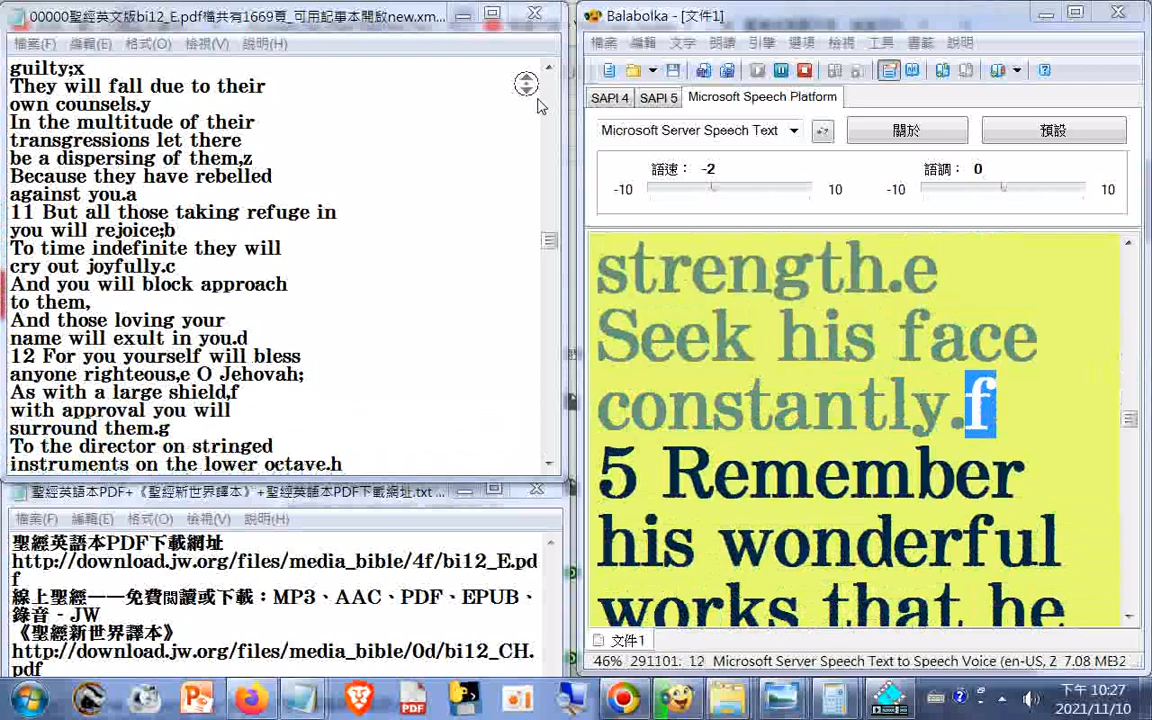 00000聖經英文版bi12_E.pdf檔共有1669頁_可用記事本開啟new.xm...
檔案(F) 編輯(E) 格式(O) 檢視(V) 說明(H)
guilty;x
They will fall due to their
own counsels.y
In the multitude of their
transgressions let there
be a dispersing of them,z
Because they have rebelled
against you.a
11 But all those taking refuge in
you will rejoice;b
To time indefinite they will
cry out joyfully.c
And you will block approach
to them,
And those loving your
name will exult in you.d
12 For you yourself will bless
anyone righteous,e O Jehovah;
As with a large shield,f
with approval you will
surround them.g
To the director on stringed
instruments on the lower octave.h
聖經英語本PDF+《聖經新世界譯本》+聖經英語本PDF下載網址.txt ...
檔案(F) 編輯(E) 格式(O) 檢視(V) 說明(H)
聖經英語本PDF下載網址
http://download.jw.org/files/media_bible/4f/bi12_E.pd
f
線上聖經——免費閱讀或下載：MP3、AAC、PDF、EPUB、
錄音 - JW
《聖經新世界譯本》
http://download.jw.org/files/media_bible/0d/bi12_CH.
pdf
Balabolka - [文件1]
檔案 編輯 文字 朗讀 引擎 選項 檢視 工具 書籤 說明
SAPI 4 SAPI 5 Microsoft Speech Platform
Microsoft Server Speech Text 關於 預設
語速： -2 語調： 0
-10 10 -10 10
strength.e
Seek his face
constantly.f
5 Remember
his wonderful
works that he
文件1
46% 291101: 12 Microsoft Server Speech Text to Speech Voice (en-US, Z 7.08 MB2
PDF
下午 10:27
2021/11/10